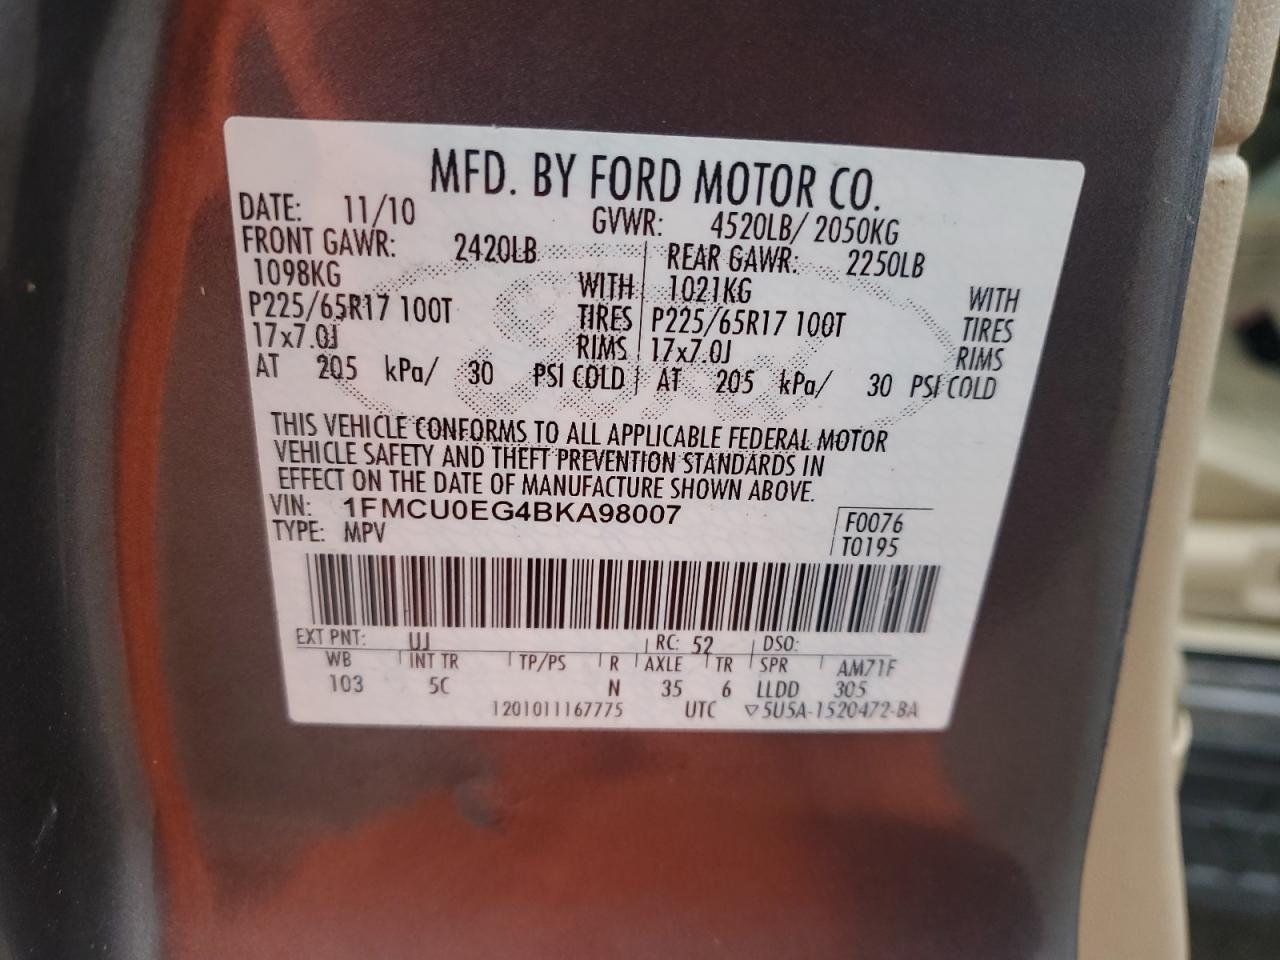 MFD. BY FORD MOTOR CO.
DATE: 11/10 GVWR: 4520LB/ 2050KG
FRONT GAWR: 2420LB REAR GAWR: 2250LB
1098KG WITH 1021KG WITH
P225/65R17 100T TIRES P225/65R17 100T TIRES
17x7.0J RIMS 17x7.0J RIMS
AT 205 kPa/ 30 PSI COLD AT 205 kPa/ 30 PSI COLD
THIS VEHICLE CONFORMS TO ALL APPLICABLE FEDERAL MOTOR
VEHICLE SAFETY AND THEFT PREVENTION STANDARDS IN
EFFECT ON THE DATE OF MANUFACTURE SHOWN ABOVE.
VIN: 1FMCU0EG4BKA98007 F0076
TYPE: MPV T0195
EXT PNT: UJ RC: 52 DSO:
WB INT TR TP/PS R AXLE TR SPR AM71F
103 5C N 35 6 LLDD 305
1201011167775 UTC ▽5U5A-1520472-BA